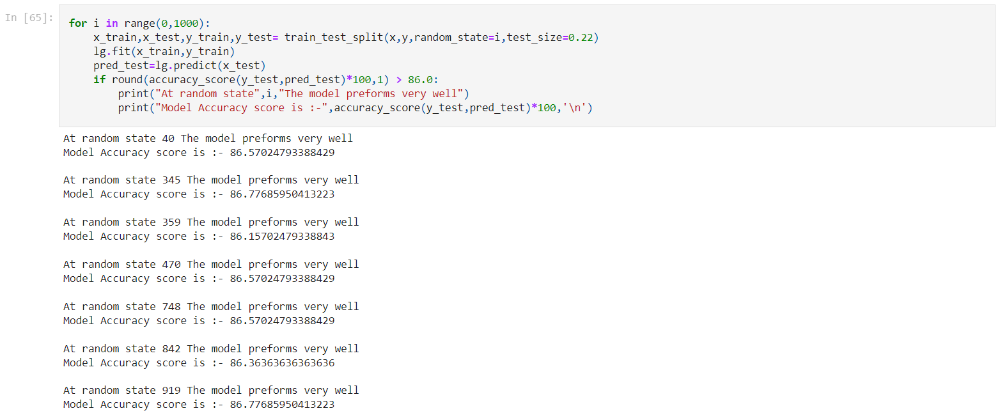 In [65]:
for i in range(0,1000):
    x_train,x_test,y_train,y_test= train_test_split(x,y,random_state=i,test_size=0.22)
    lg.fit(x_train,y_train)
    pred_test=lg.predict(x_test)
    if round(accuracy_score(y_test,pred_test)*100,1) > 86.0:
        print("At random state",i,"The model preforms very well")
        print("Model Accuracy score is :-",accuracy_score(y_test,pred_test)*100,'\n')
At random state 40 The model preforms very well
Model Accuracy score is :- 86.57024793388429
At random state 345 The model preforms very well
Model Accuracy score is :- 86.77685950413223
At random state 359 The model preforms very well
Model Accuracy score is :- 86.15702479338843
At random state 470 The model preforms very well
Model Accuracy score is :- 86.57024793388429
At random state 748 The model preforms very well
Model Accuracy score is :- 86.57024793388429
At random state 842 The model preforms very well
Model Accuracy score is :- 86.36363636363636
At random state 919 The model preforms very well
Model Accuracy score is :- 86.77685950413223